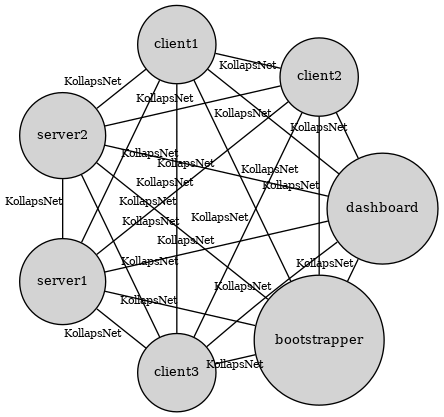 client1
KollapsNet
client2
KollapsNet
KollapsNet
KollapsNet
KollapsNet
server2
KollapsNet
KollapsNet
KollapsNet
KollapsNet
KollapsNet
KollapsNet
KollapsNet
dashboard
KollapsNet
KollapsNet
KollapsNet
KollapsNet
KollapsNet
server1
KollapsNet
KollapsNet
KollapsNet
bootstrapper
KollapsNet
client3